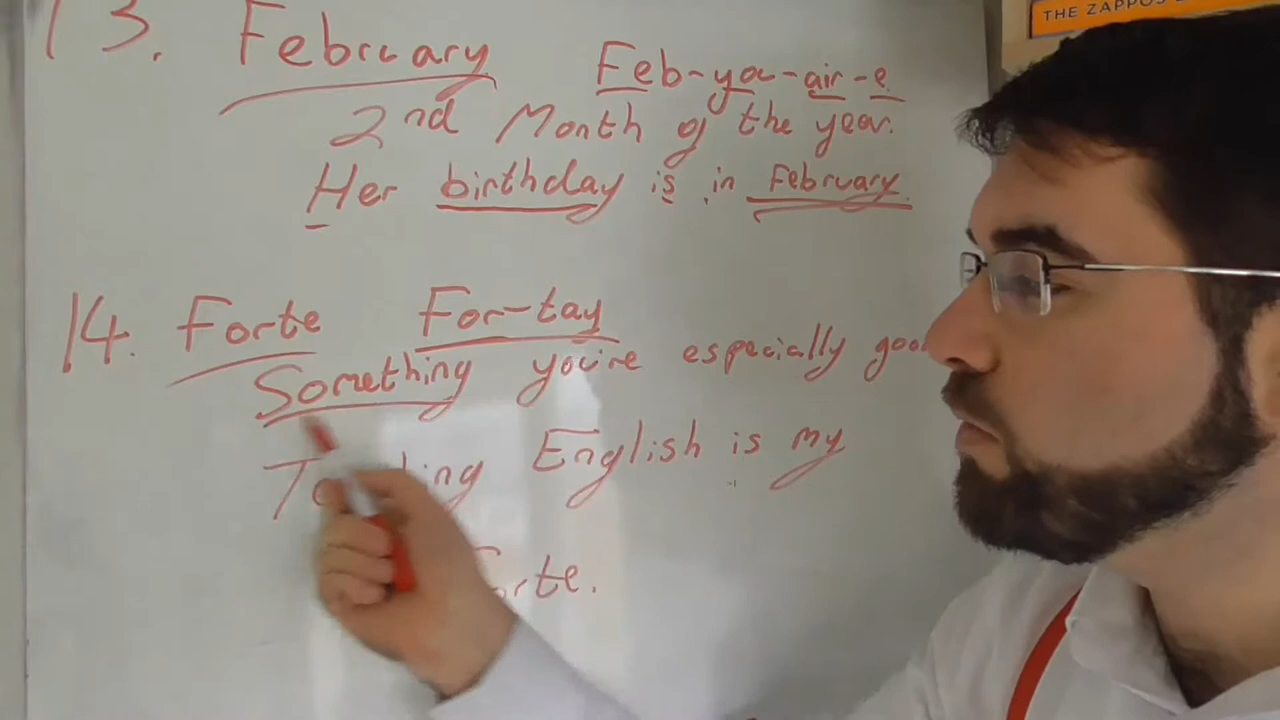 THE ZAPPOS
13. February Feb-yoo-air-e
2nd Month of the year.
Her birthday is in February.
14. Forte For-tay
Something you're especially
English is my